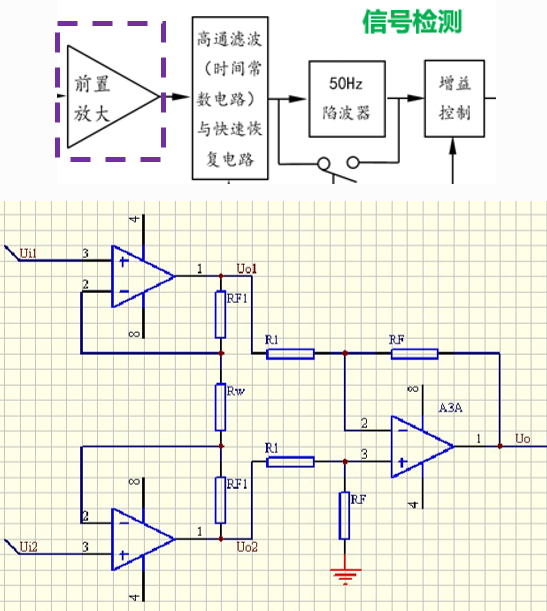 信号检测
前置
放大
高通滤波
（时间常
数电路）
与快速恢
复电路
50Hz
陷波器
增益
控制
4
Ui1
3
1
Uo1
2
8
RF1
R1
RF
Rw
8
A3A
2
1
Uo
R1
3
8
RF1
RF
4
2
1
Uo2
Ui2
3
4